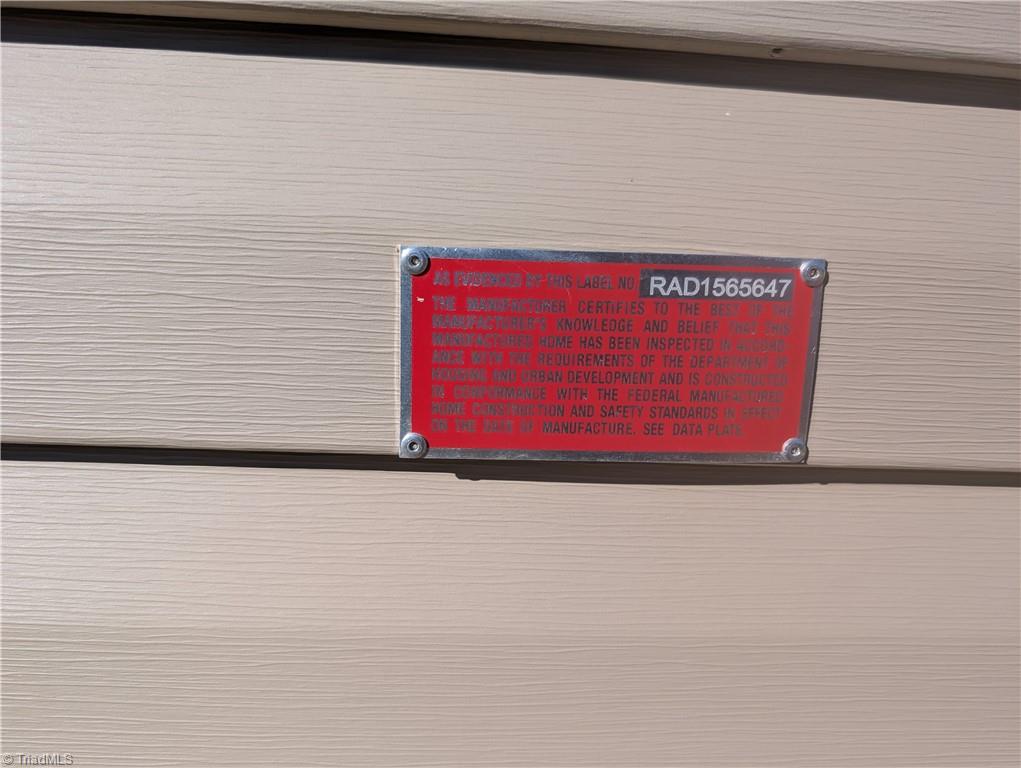 AS EVIDENCED BY THIS LABEL NO RAD1565647
THE MANUFACTURER CERTIFIES TO THE BEST OF THE
MANUFACTURER'S KNOWLEDGE AND BELIEF THAT THIS
MANUFACTURED HOME HAS BEEN INSPECTED IN ACCORD-
ANCE WITH THE REQUIREMENTS OF THE DEPARTMENT OF
HOUSING AND URBAN DEVELOPMENT AND IS CONSTRUCTED
IN CONFORMANCE WITH THE FEDERAL MANUFACTURED
HOME CONSTRUCTION AND SAFETY STANDARDS IN EFFECT
ON THE DATE OF MANUFACTURE. SEE DATA PLATE.
© TriadMLS